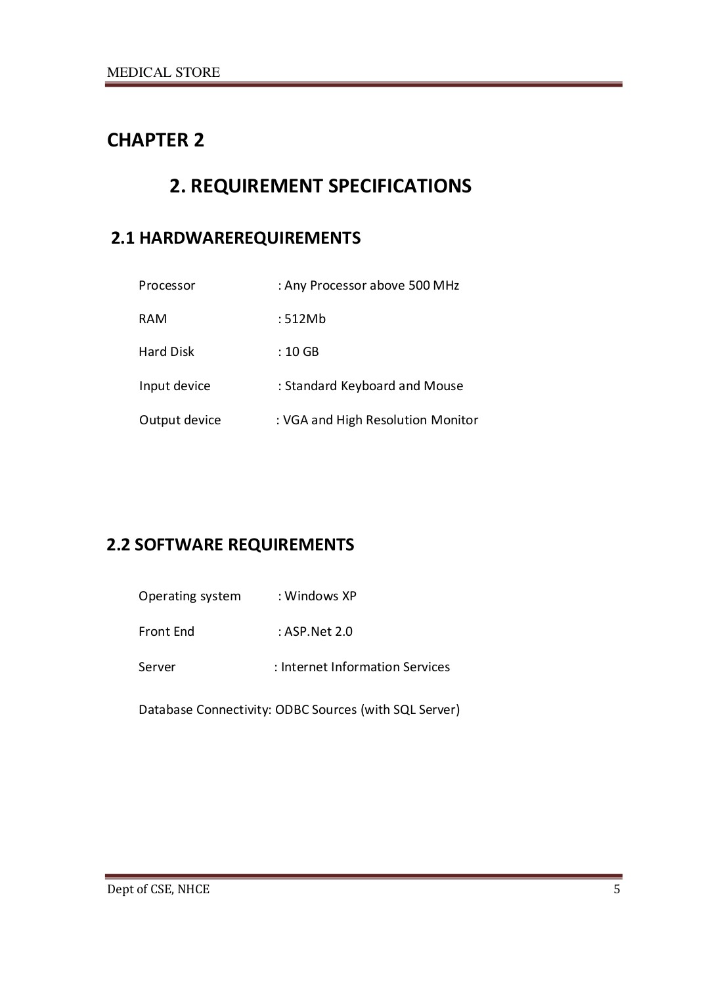 MEDICAL STORE
CHAPTER 2
2. REQUIREMENT SPECIFICATIONS
2.1 HARDWAREREQUIREMENTS
Processor : Any Processor above 500 MHz
RAM : 512Mb
Hard Disk : 10 GB
Input device : Standard Keyboard and Mouse
Output device : VGA and High Resolution Monitor
2.2 SOFTWARE REQUIREMENTS
Operating system : Windows XP
Front End : ASP.Net 2.0
Server : Internet Information Services
Database Connectivity: ODBC Sources (with SQL Server)
Dept of CSE, NHCE 5